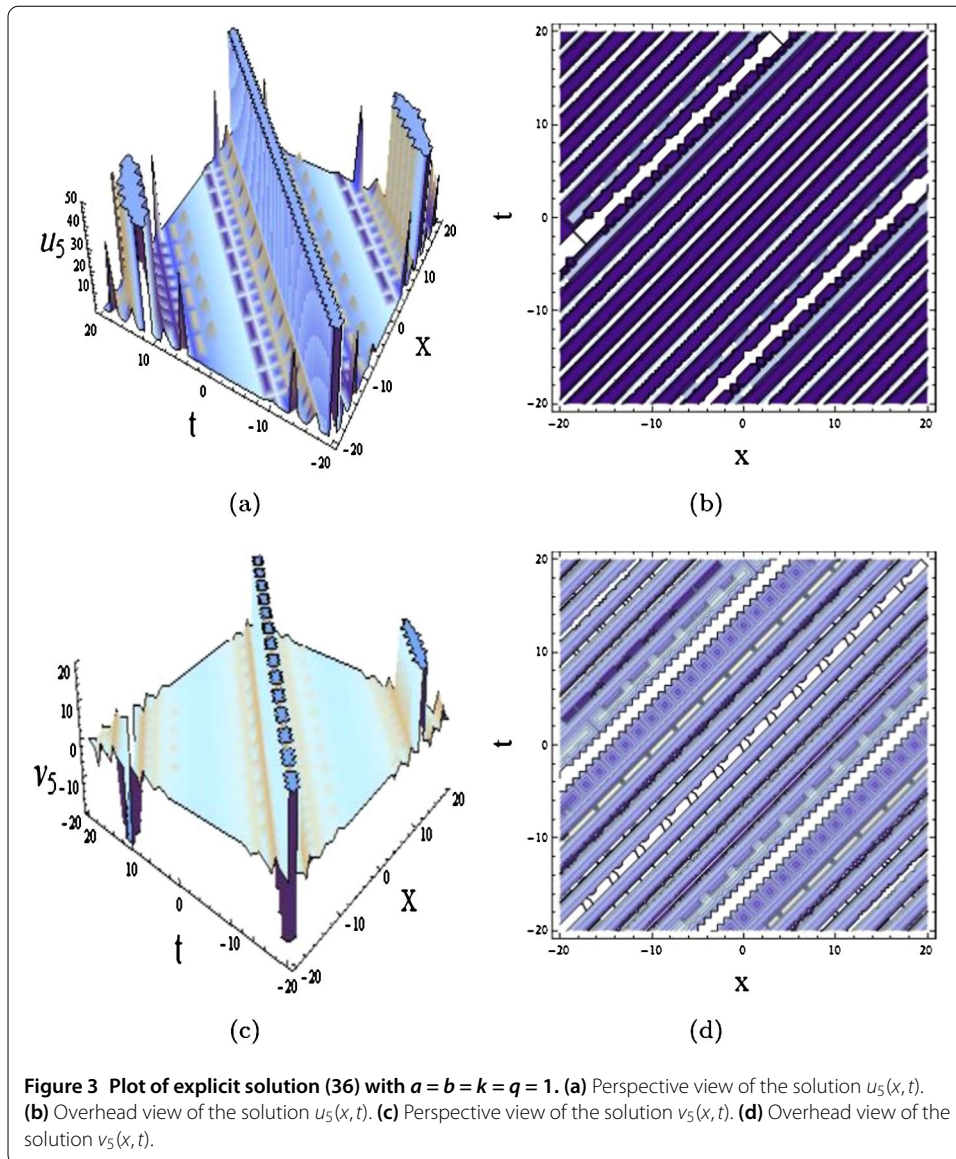 50
40
30
20
10
u5
20
10
0
-10
-20
t
20
10
0
-10
-20
X
(a)
20
10
0
-10
-20
t
-20
-10
0
10
20
x
(b)
20
10
0
-10
-20
v5
20
10
0
-10
-20
t
20
10
0
-10
-20
X
(c)
20
10
0
-10
-20
t
-20
-10
0
10
20
x
(d)
Figure 3 Plot of explicit solution (36) with a = b = k = q = 1. (a) Perspective view of the solution u5(x, t).
(b) Overhead view of the solution u5(x, t). (c) Perspective view of the solution v5(x, t). (d) Overhead view of the
solution v5(x, t).